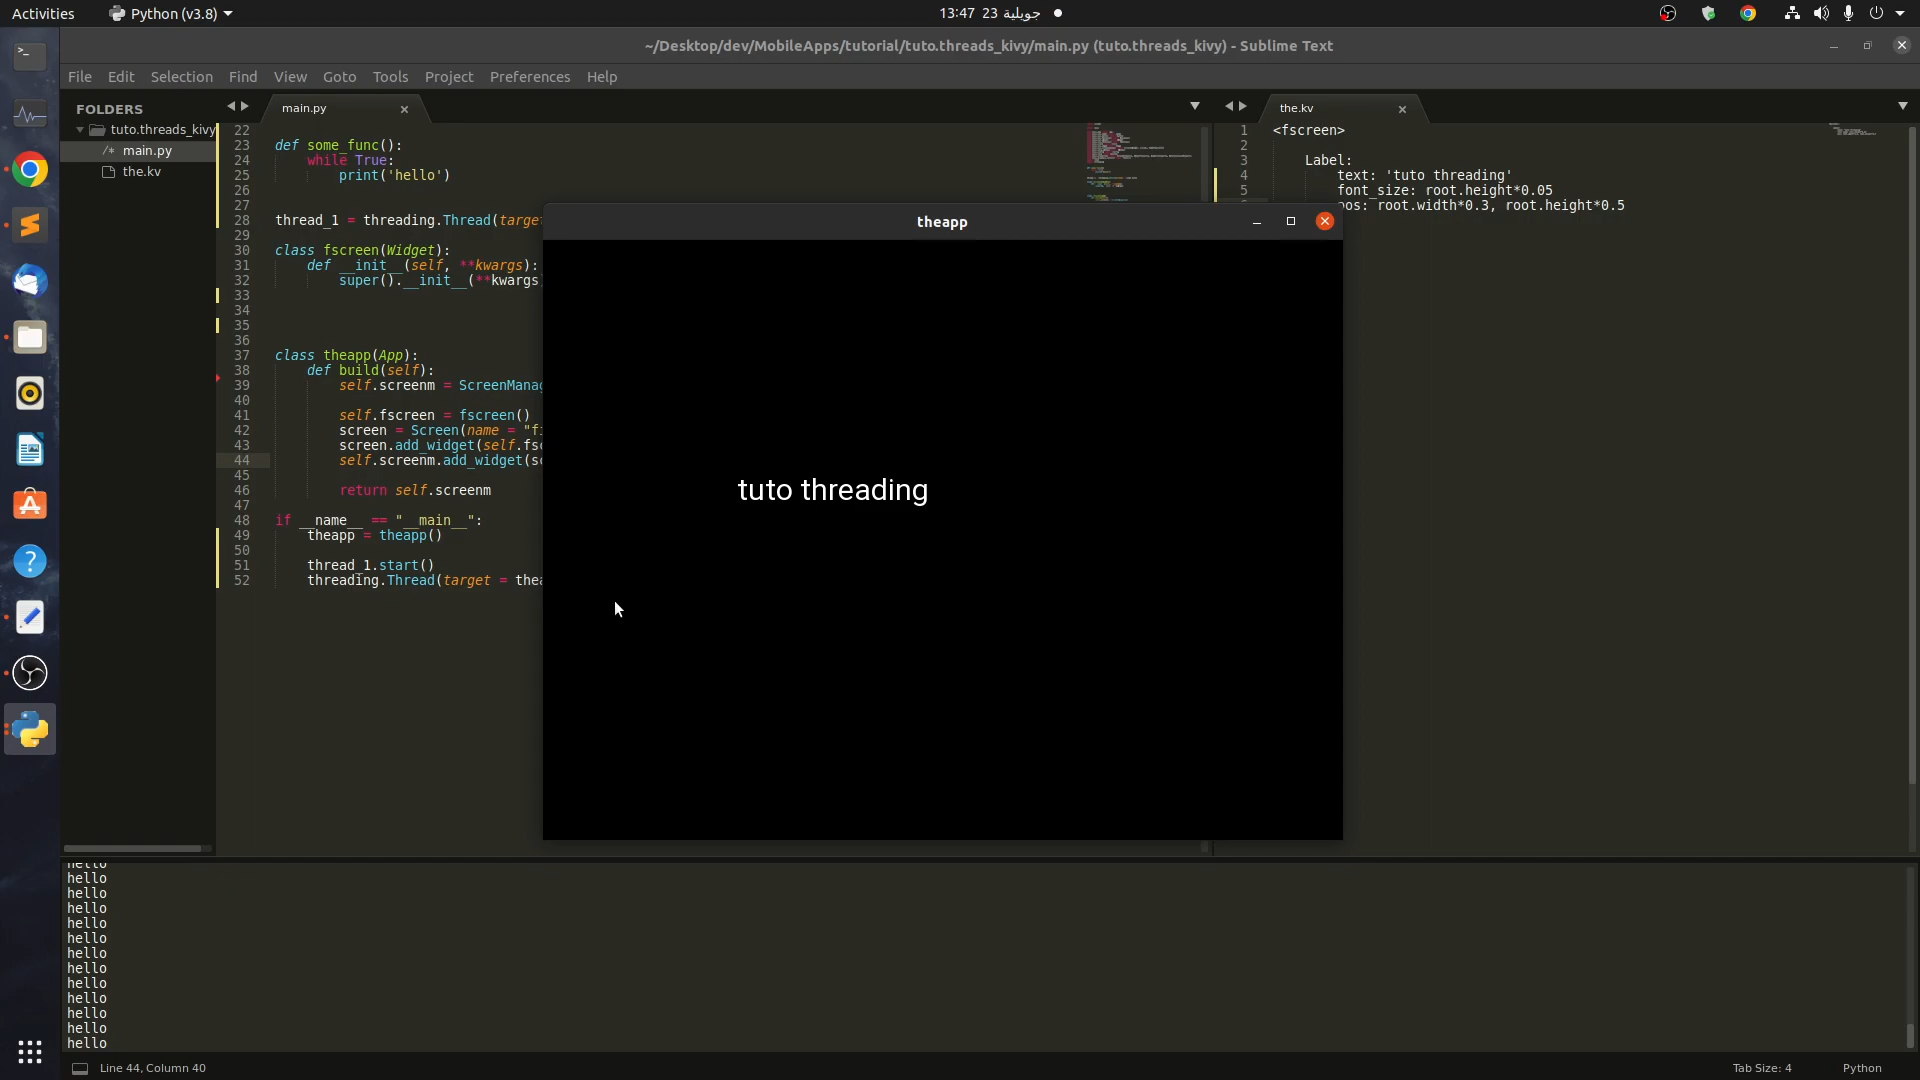 Activities
Python (v3.8)
13:47 23 جويلية
~/Desktop/dev/MobileApps/tutorial/tuto.threads_kivy/main.py (tuto.threads_kivy) - Sublime Text
File Edit Selection Find View Goto Tools Project Preferences Help
FOLDERS
tuto.threads_kivy
/* main.py
the.kv
main.py
22
23 def some_func():
24 while True:
25 print('hello')
26
27
28 thread_1 = threading.Thread(target
29
30 class fscreen(Widget):
31 def __init__(self, **kwargs):
32 super().__init__(**kwargs
33
34
35
36
37 class theapp(App):
38 def build(self):
39 self.screenm = ScreenManag
40
41 self.fscreen = fscreen()
42 screen = Screen(name = "fi
43 screen.add_widget(self.fsc
44 self.screenm.add_widget(sc
45
46 return self.screenm
47
48 if __name__ == "__main__":
49 theapp = theapp()
50
51 thread_1.start()
52 threading.Thread(target = thea
the.kv
1 <fscreen>
2
3 Label:
4 text: 'tuto threading'
5 font_size: root.height*0.05
pos: root.width*0.3, root.height*0.5
theapp
tuto threading
hello
hello
hello
hello
hello
hello
hello
hello
hello
hello
hello
hello
hello
Line 44, Column 40
Tab Size: 4
Python